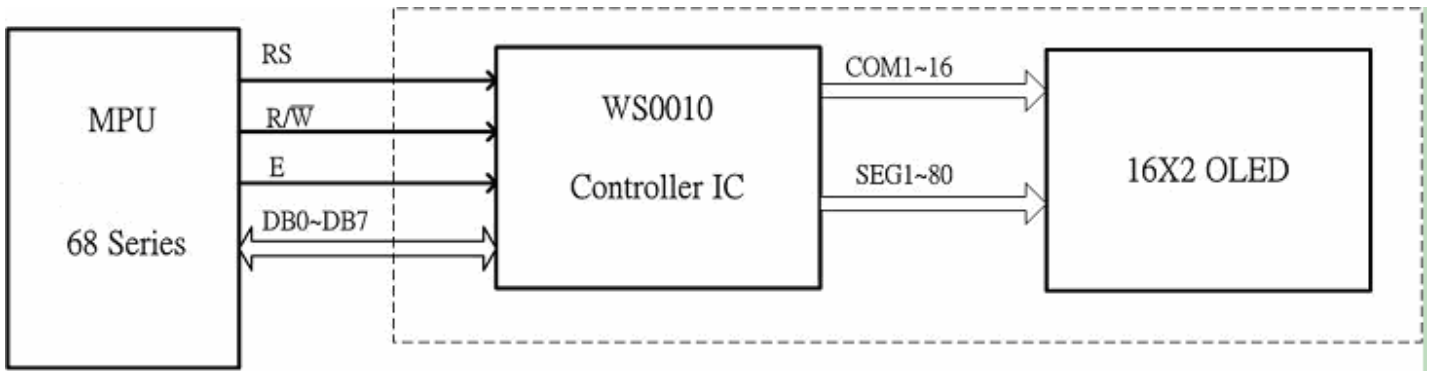 MPU
68 Series
RS
R/W̅
E
DB0~DB7
WS0010
Controller IC
COM1~16
SEG1~80
16X2 OLED